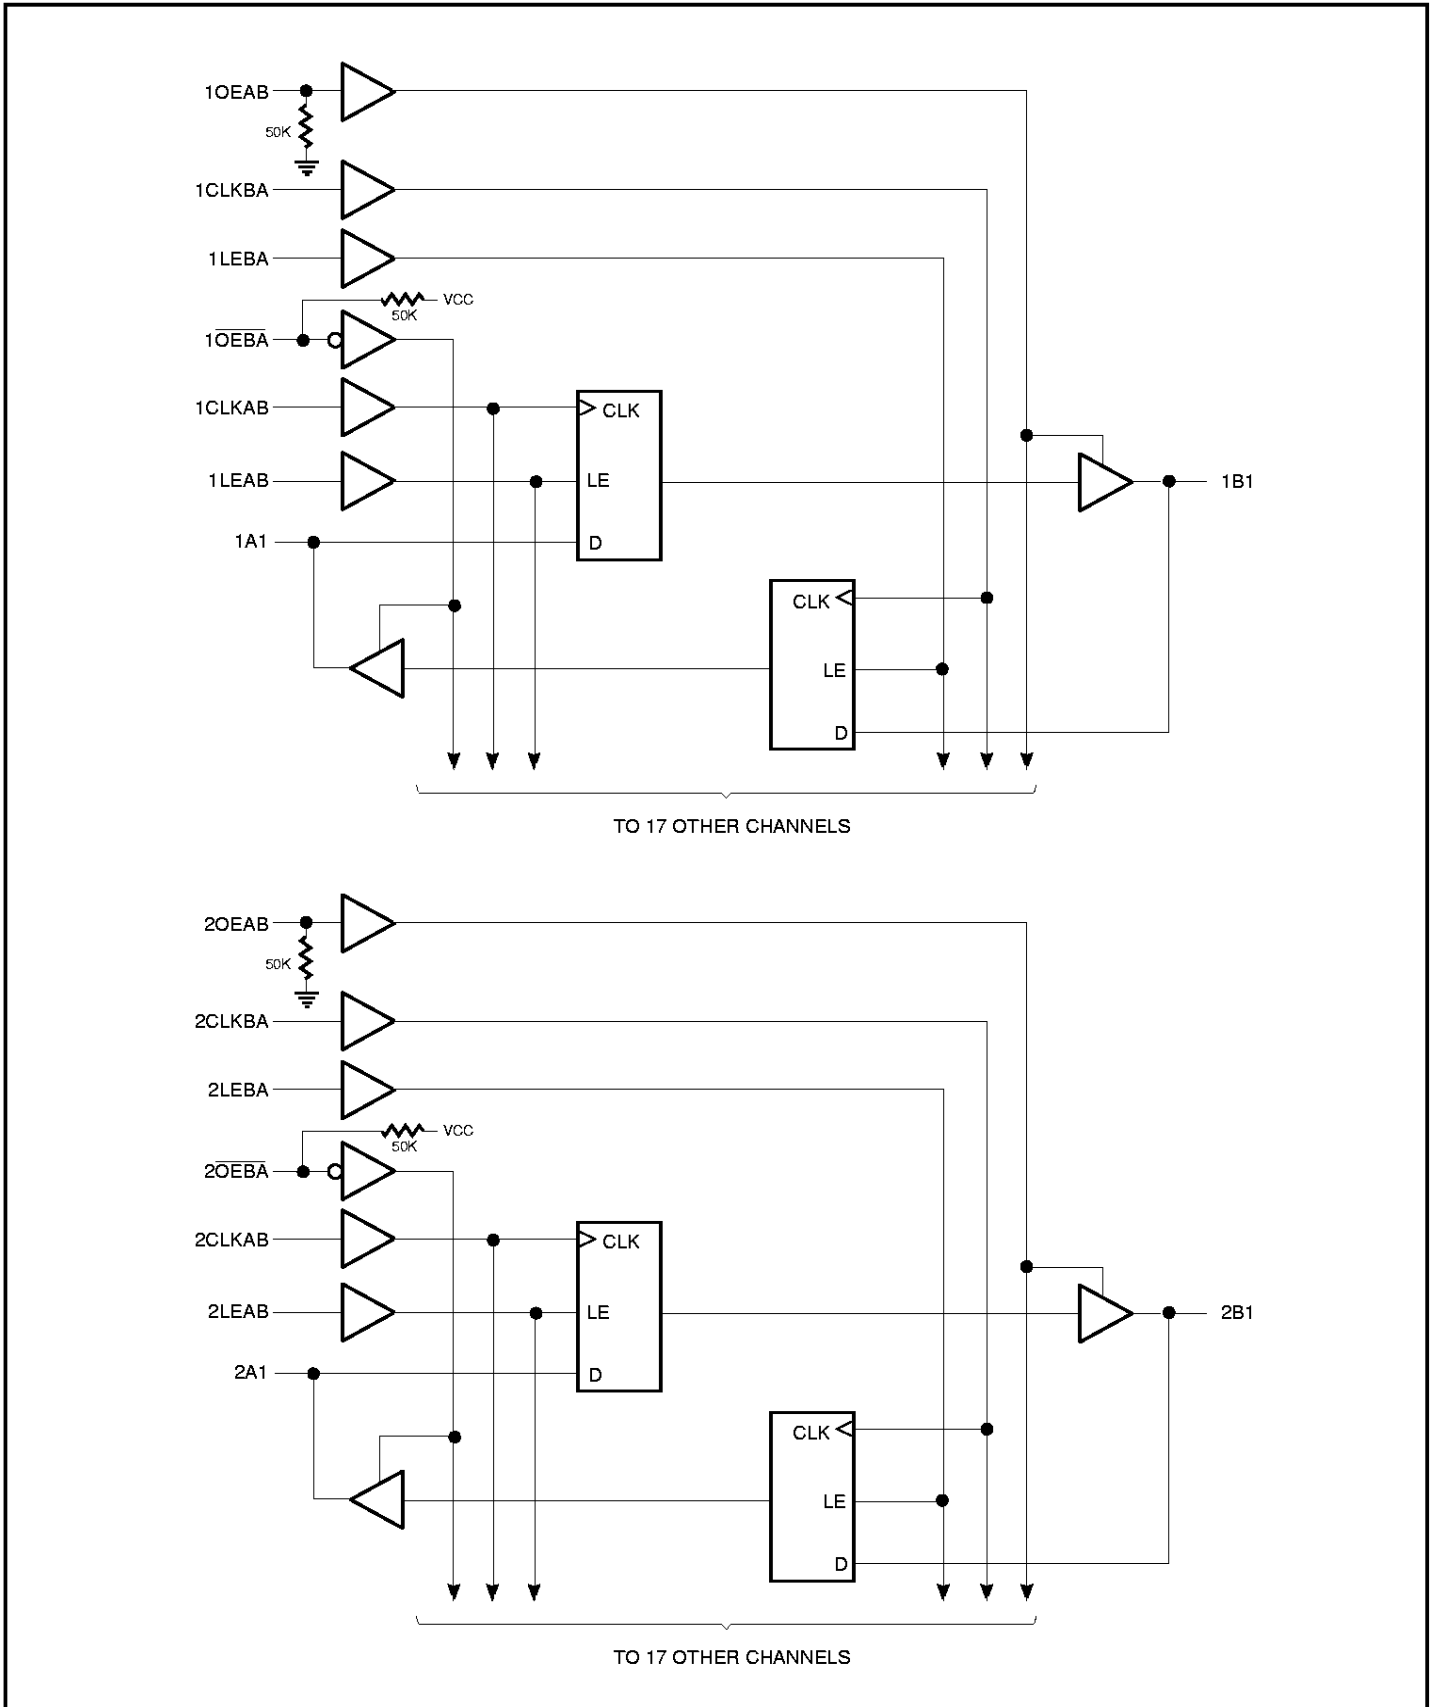 1OEAB
50K
1CLKBA
1LEBA
VCC
50K
1OEBA
1CLKAB
CLK
1LEAB
LE
1B1
1A1
D
CLK
LE
D
TO 17 OTHER CHANNELS
2OEAB
50K
2CLKBA
2LEBA
VCC
50K
2OEBA
2CLKAB
CLK
2LEAB
LE
2B1
2A1
D
CLK
LE
D
TO 17 OTHER CHANNELS